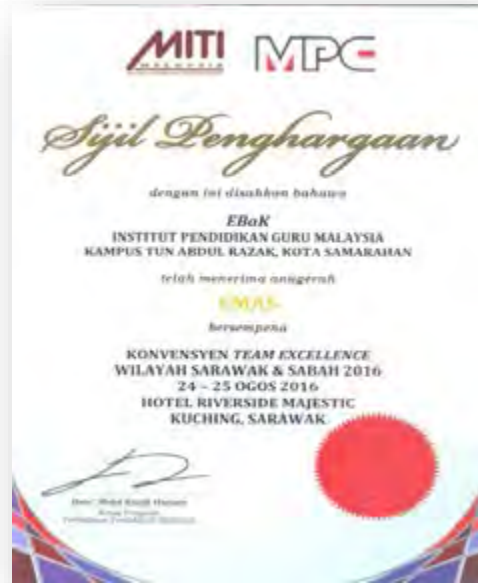 MITI
MALAYSIA
MPC
Sijil Penghargaan
dengan ini disahkan bahawa
EBaK
INSTITUT PENDIDIKAN GURU MALAYSIA
KAMPUS TUN ABDUL RAZAK, KOTA SAMARAHAN
telah menerima anugerah
EMAS
bersempena
KONVENSYEN TEAM EXCELLENCE
WILAYAH SARAWAK & SABAH 2016
24 – 25 OGOS 2016
HOTEL RIVERSIDE MAJESTIC
KUCHING, SARAWAK